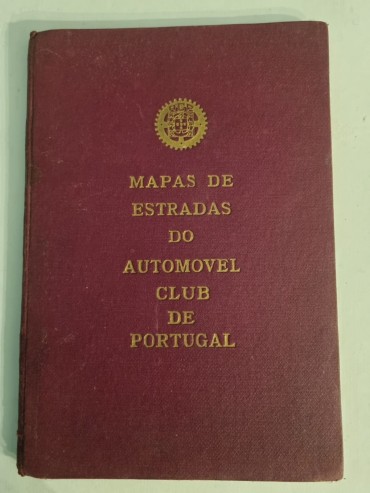 MAPAS DE
ESTRADAS
DO
AUTOMOVEL
CLUB
DE
PORTUGAL